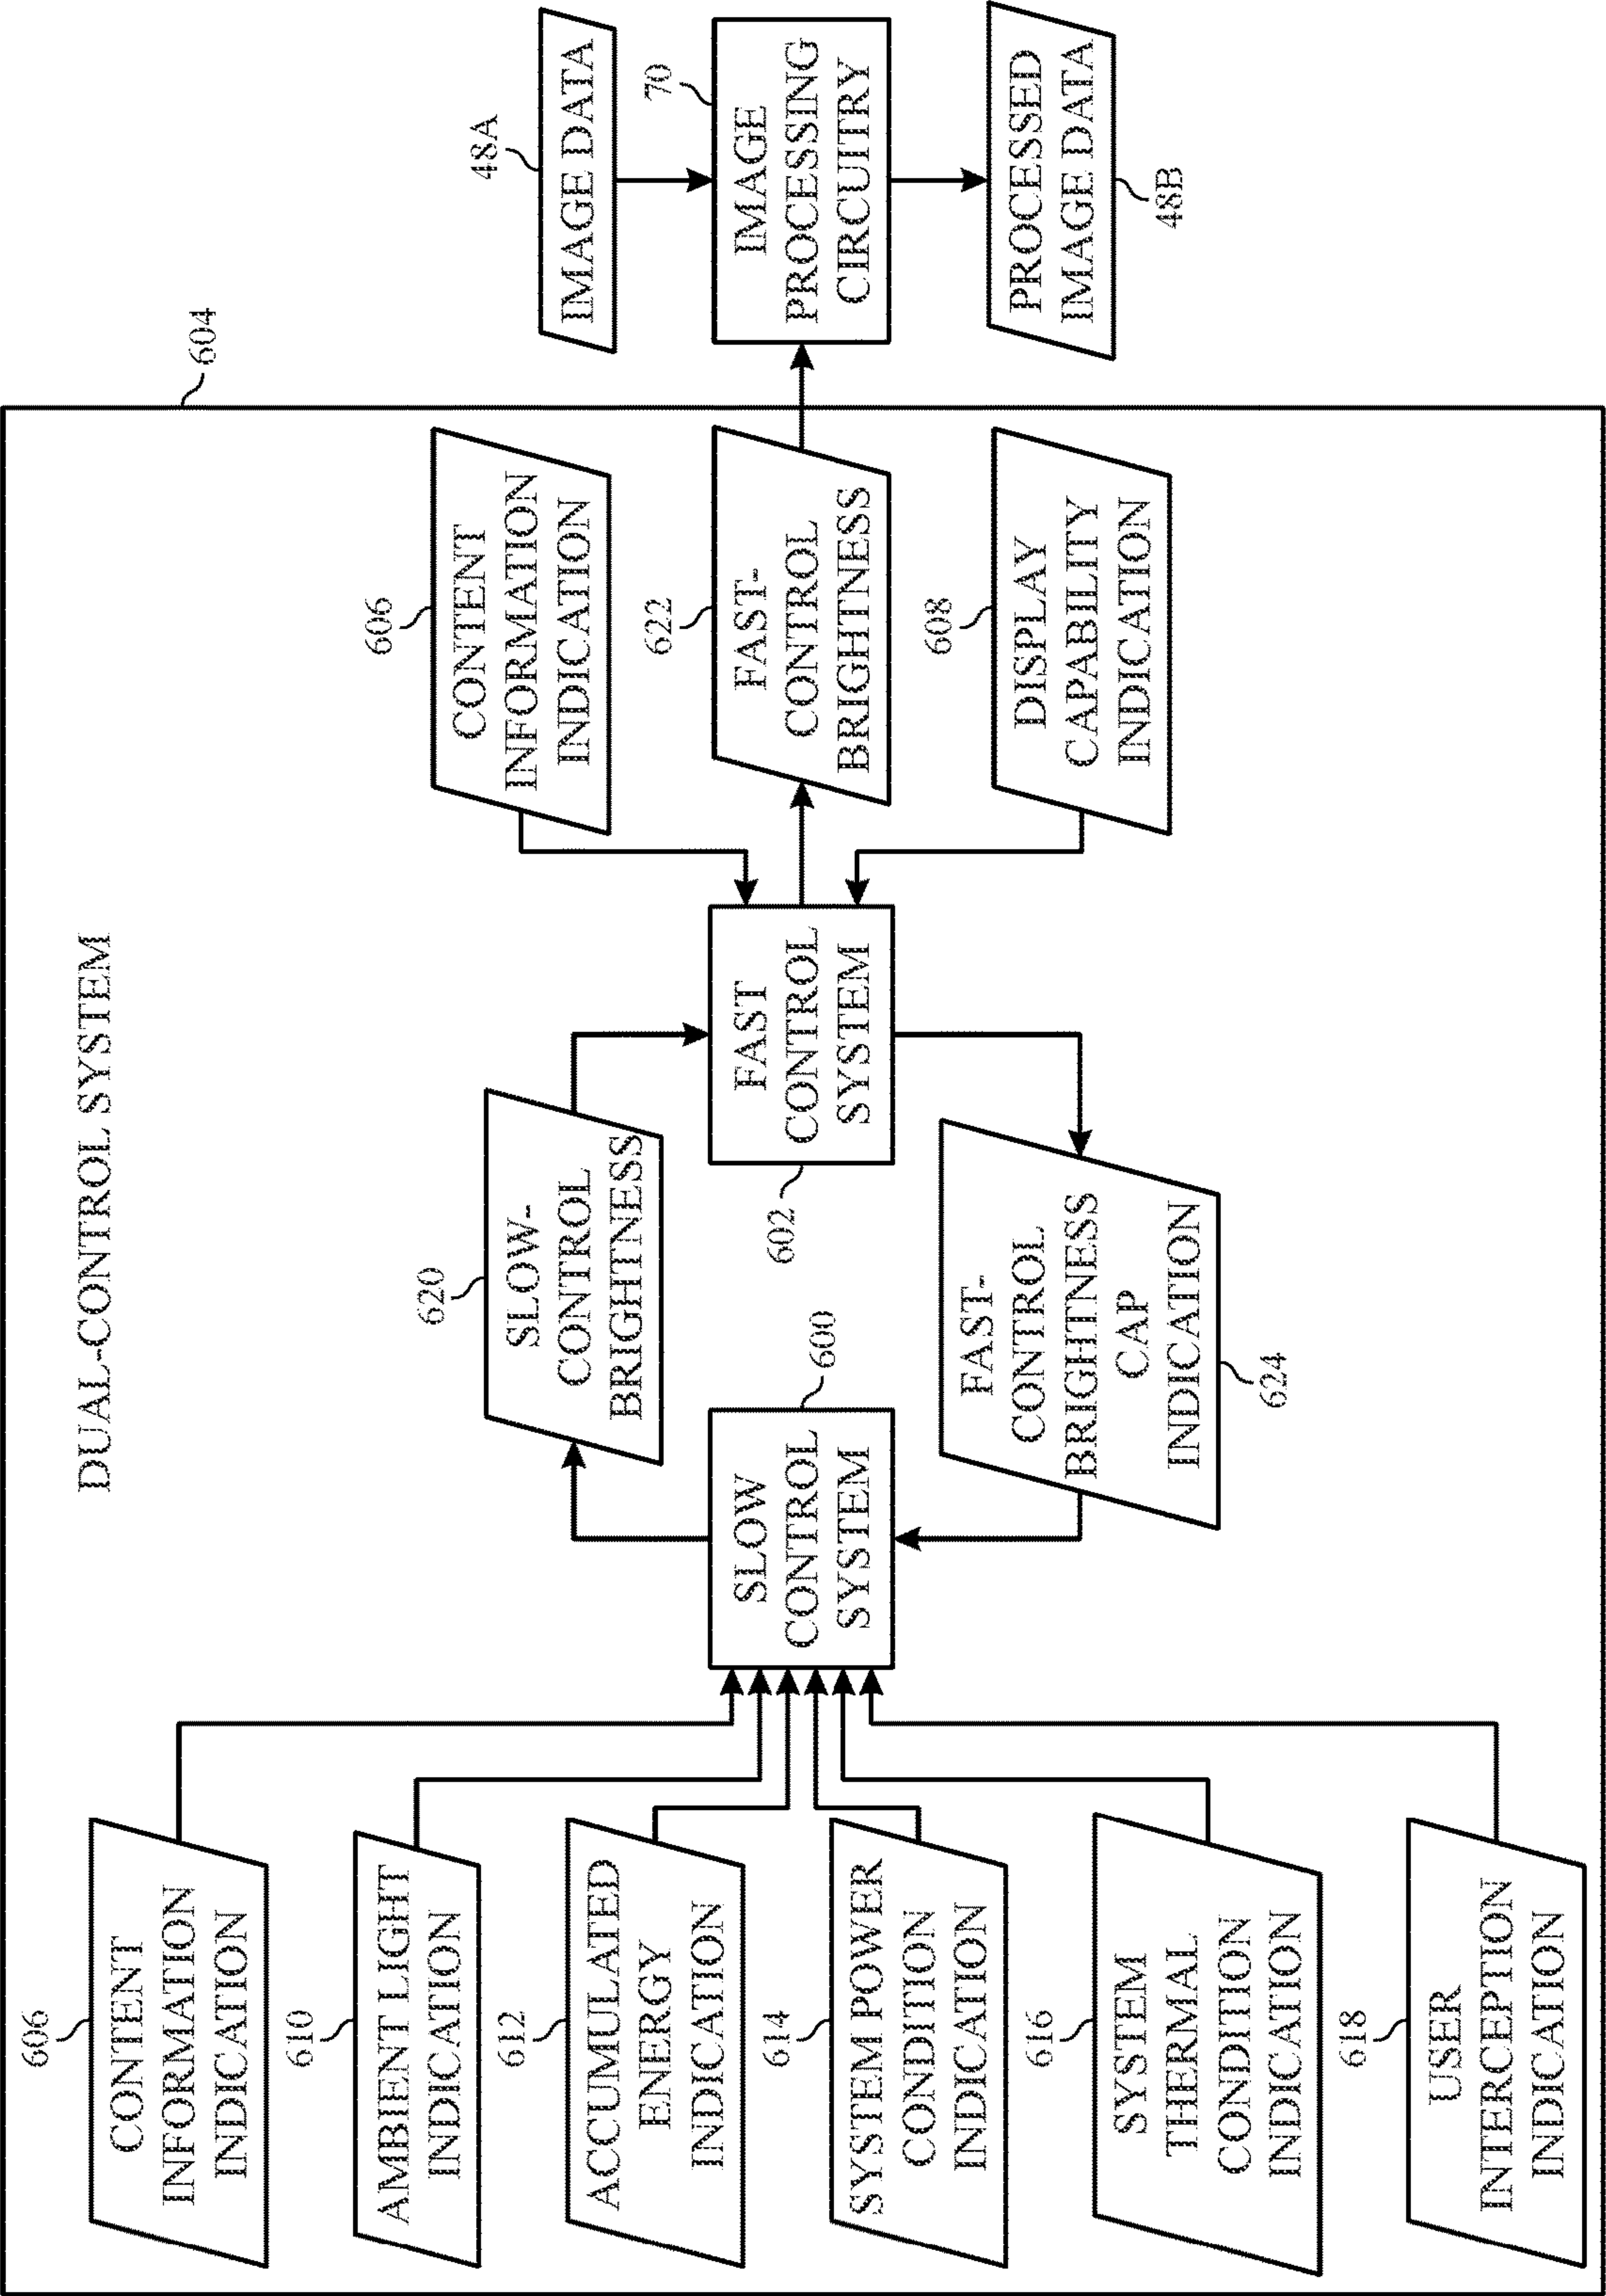 DUAL-CONTROL SYSTEM
604
606
CONTENT
INFORMATION
INDICATION
610
AMBIENT LIGHT
INDICATION
612
ACCUMULATED
ENERGY
INDICATION
614
SYSTEM POWER
CONDITION
INDICATION
616
SYSTEM
THERMAL
CONDITION
INDICATION
618
USER
INTERCEPTION
INDICATION
SLOW
CONTROL
SYSTEM
600
620
SLOW-
CONTROL
BRIGHTNESS
FAST-
CONTROL
BRIGHTNESS
CAP
INDICATION
624
FAST
CONTROL
SYSTEM
602
606
CONTENT
INFORMATION
INDICATION
622
FAST-
CONTROL
BRIGHTNESS
608
DISPLAY
CAPABILITY
INDICATION
48A
IMAGE DATA
70
IMAGE
PROCESSING
CIRCUITRY
PROCESSED
IMAGE DATA
48B